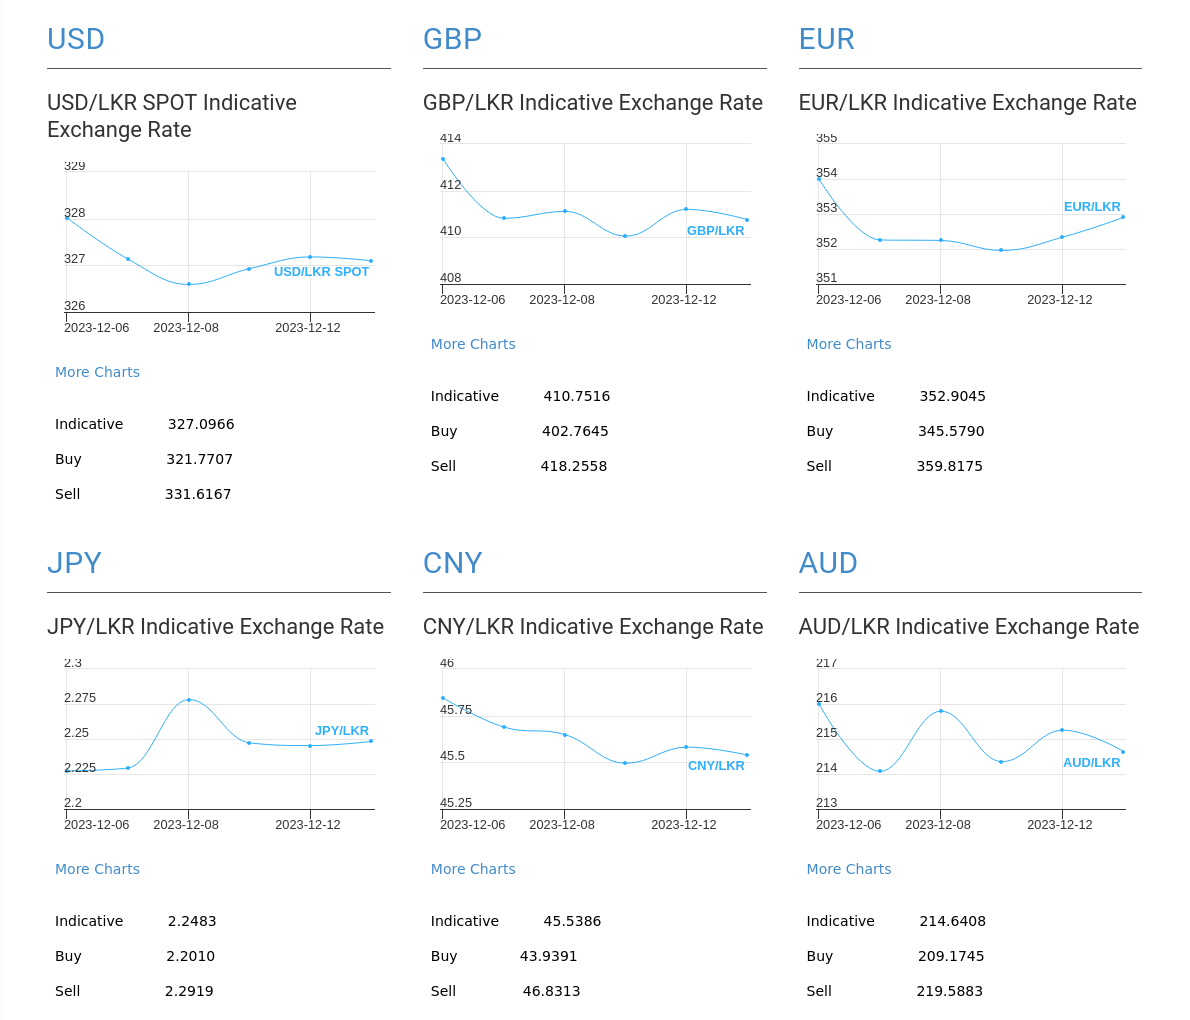 USD
USD/LKR SPOT Indicative
Exchange Rate
329
328
327
326
USD/LKR SPOT
2023-12-06 2023-12-08 2023-12-12
More Charts
Indicative 327.0966
Buy 321.7707
Sell 331.6167
GBP
GBP/LKR Indicative Exchange Rate
414
412
410
408
GBP/LKR
2023-12-06 2023-12-08 2023-12-12
More Charts
Indicative 410.7516
Buy 402.7645
Sell 418.2558
EUR
EUR/LKR Indicative Exchange Rate
355
354
353
352
351
EUR/LKR
2023-12-06 2023-12-08 2023-12-12
More Charts
Indicative 352.9045
Buy 345.5790
Sell 359.8175
JPY
JPY/LKR Indicative Exchange Rate
2.3
2.275
2.25
2.225
2.2
JPY/LKR
2023-12-06 2023-12-08 2023-12-12
More Charts
Indicative 2.2483
Buy 2.2010
Sell 2.2919
CNY
CNY/LKR Indicative Exchange Rate
46
45.75
45.5
45.25
CNY/LKR
2023-12-06 2023-12-08 2023-12-12
More Charts
Indicative 45.5386
Buy 43.9391
Sell 46.8313
AUD
AUD/LKR Indicative Exchange Rate
217
216
215
214
213
AUD/LKR
2023-12-06 2023-12-08 2023-12-12
More Charts
Indicative 214.6408
Buy 209.1745
Sell 219.5883